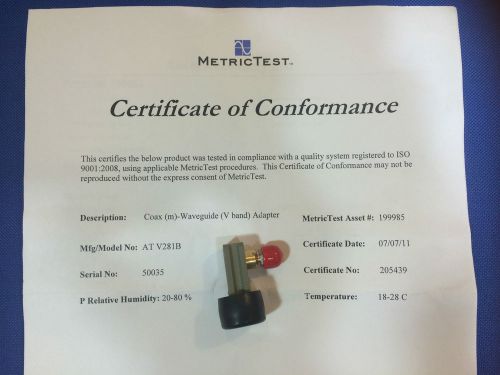 METRICTEST™
Certificate of Conformance
This certifies the below product was tested in compliance with a quality system registered to ISO
9001:2008, using applicable MetricTest procedures. This Certificate of Conformance may not be
reproduced without the express consent of MetricTest.
Description: Coax (m)-Waveguide (V band) Adapter MetricTest Asset #: 199985
Mfg/Model No: AT V281B Certificate Date: 07/07/11
Serial No: 50035 Certificate No: 205439
P Relative Humidity: 20-80 % Temperature: 18-28 C